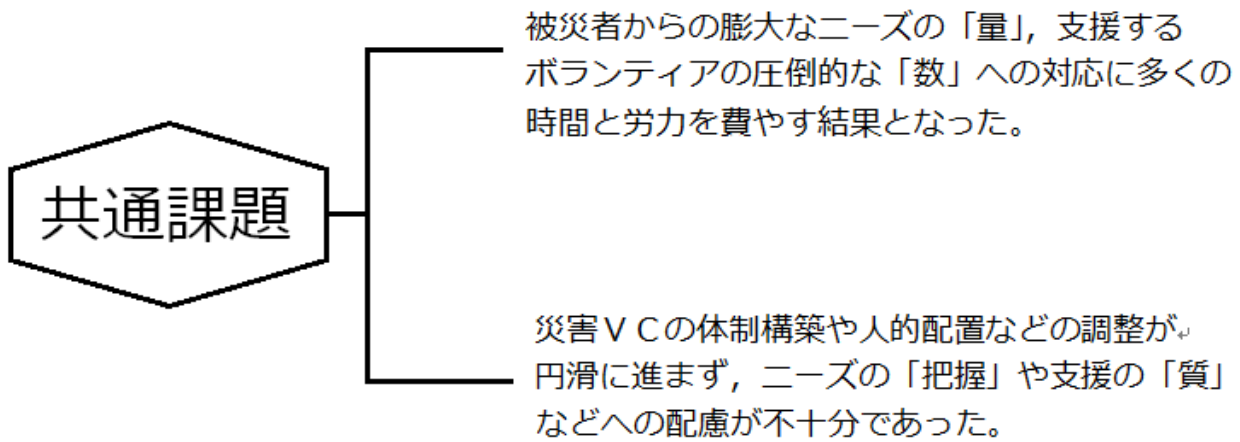 被災者からの膨大なニーズの「量」，支援する
ボランティアの圧倒的な「数」への対応に多くの
時間と労力を費やす結果となった。
共通課題
災害ＶＣの体制構築や人的配置などの調整が
円滑に進まず，ニーズの「把握」や支援の「質」
などへの配慮が不十分であった。